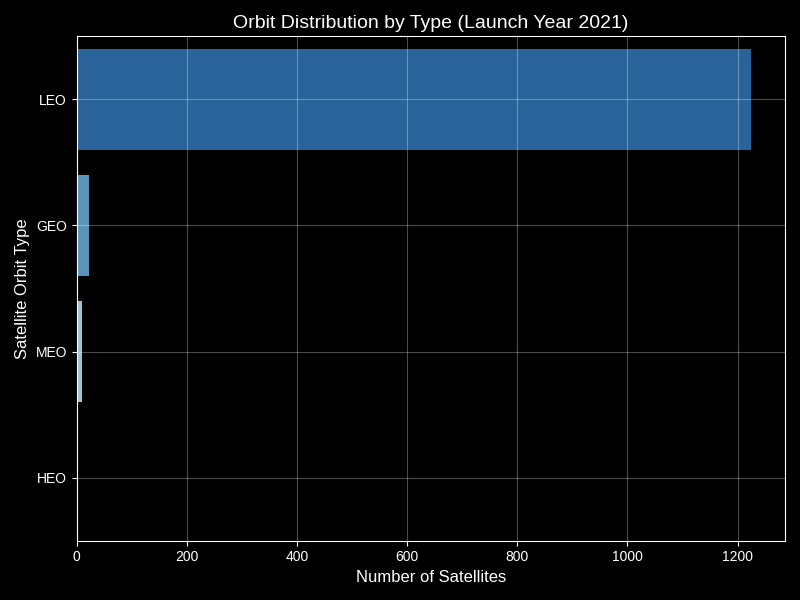 Orbit Distribution by Type (Launch Year 2021)
Satellite Orbit Type
LEO
GEO
MEO
HEO
0 200 400 600 800 1000 1200
Number of Satellites